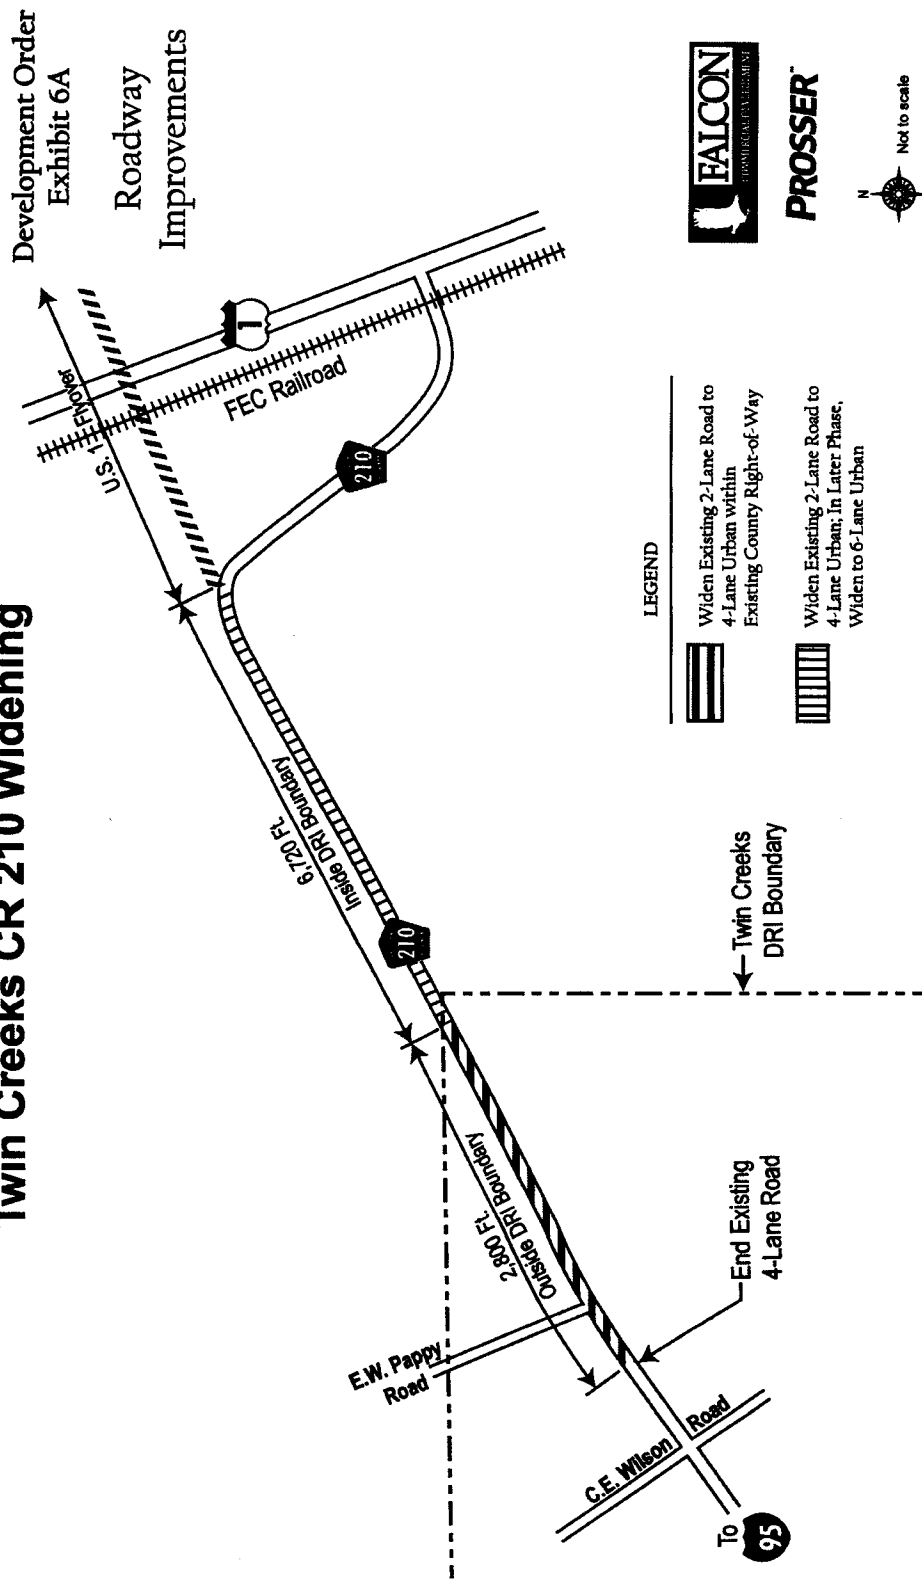 Twin Creeks CR 210 Widening
Development Order
Exhibit 6A
Roadway
Improvements
U.S. 1 Flyover
1
FEC Railroad
210
6,720 Ft.
Inside DRI Boundary
210
2,800 Ft.
Outside DRI Boundary
E.W. Pappy
Road
C.E. Wilson
Road
To
95
End Existing
4-Lane Road
Twin Creeks
DRI Boundary
LEGEND
Widen Existing 2-Lane Road to
4-Lane Urban within
Existing County Right-of-Way
Widen Existing 2-Lane Road to
4-Lane Urban; In Later Phase,
Widen to 6-Lane Urban
FALCON
PROSSER™
N
Not to scale